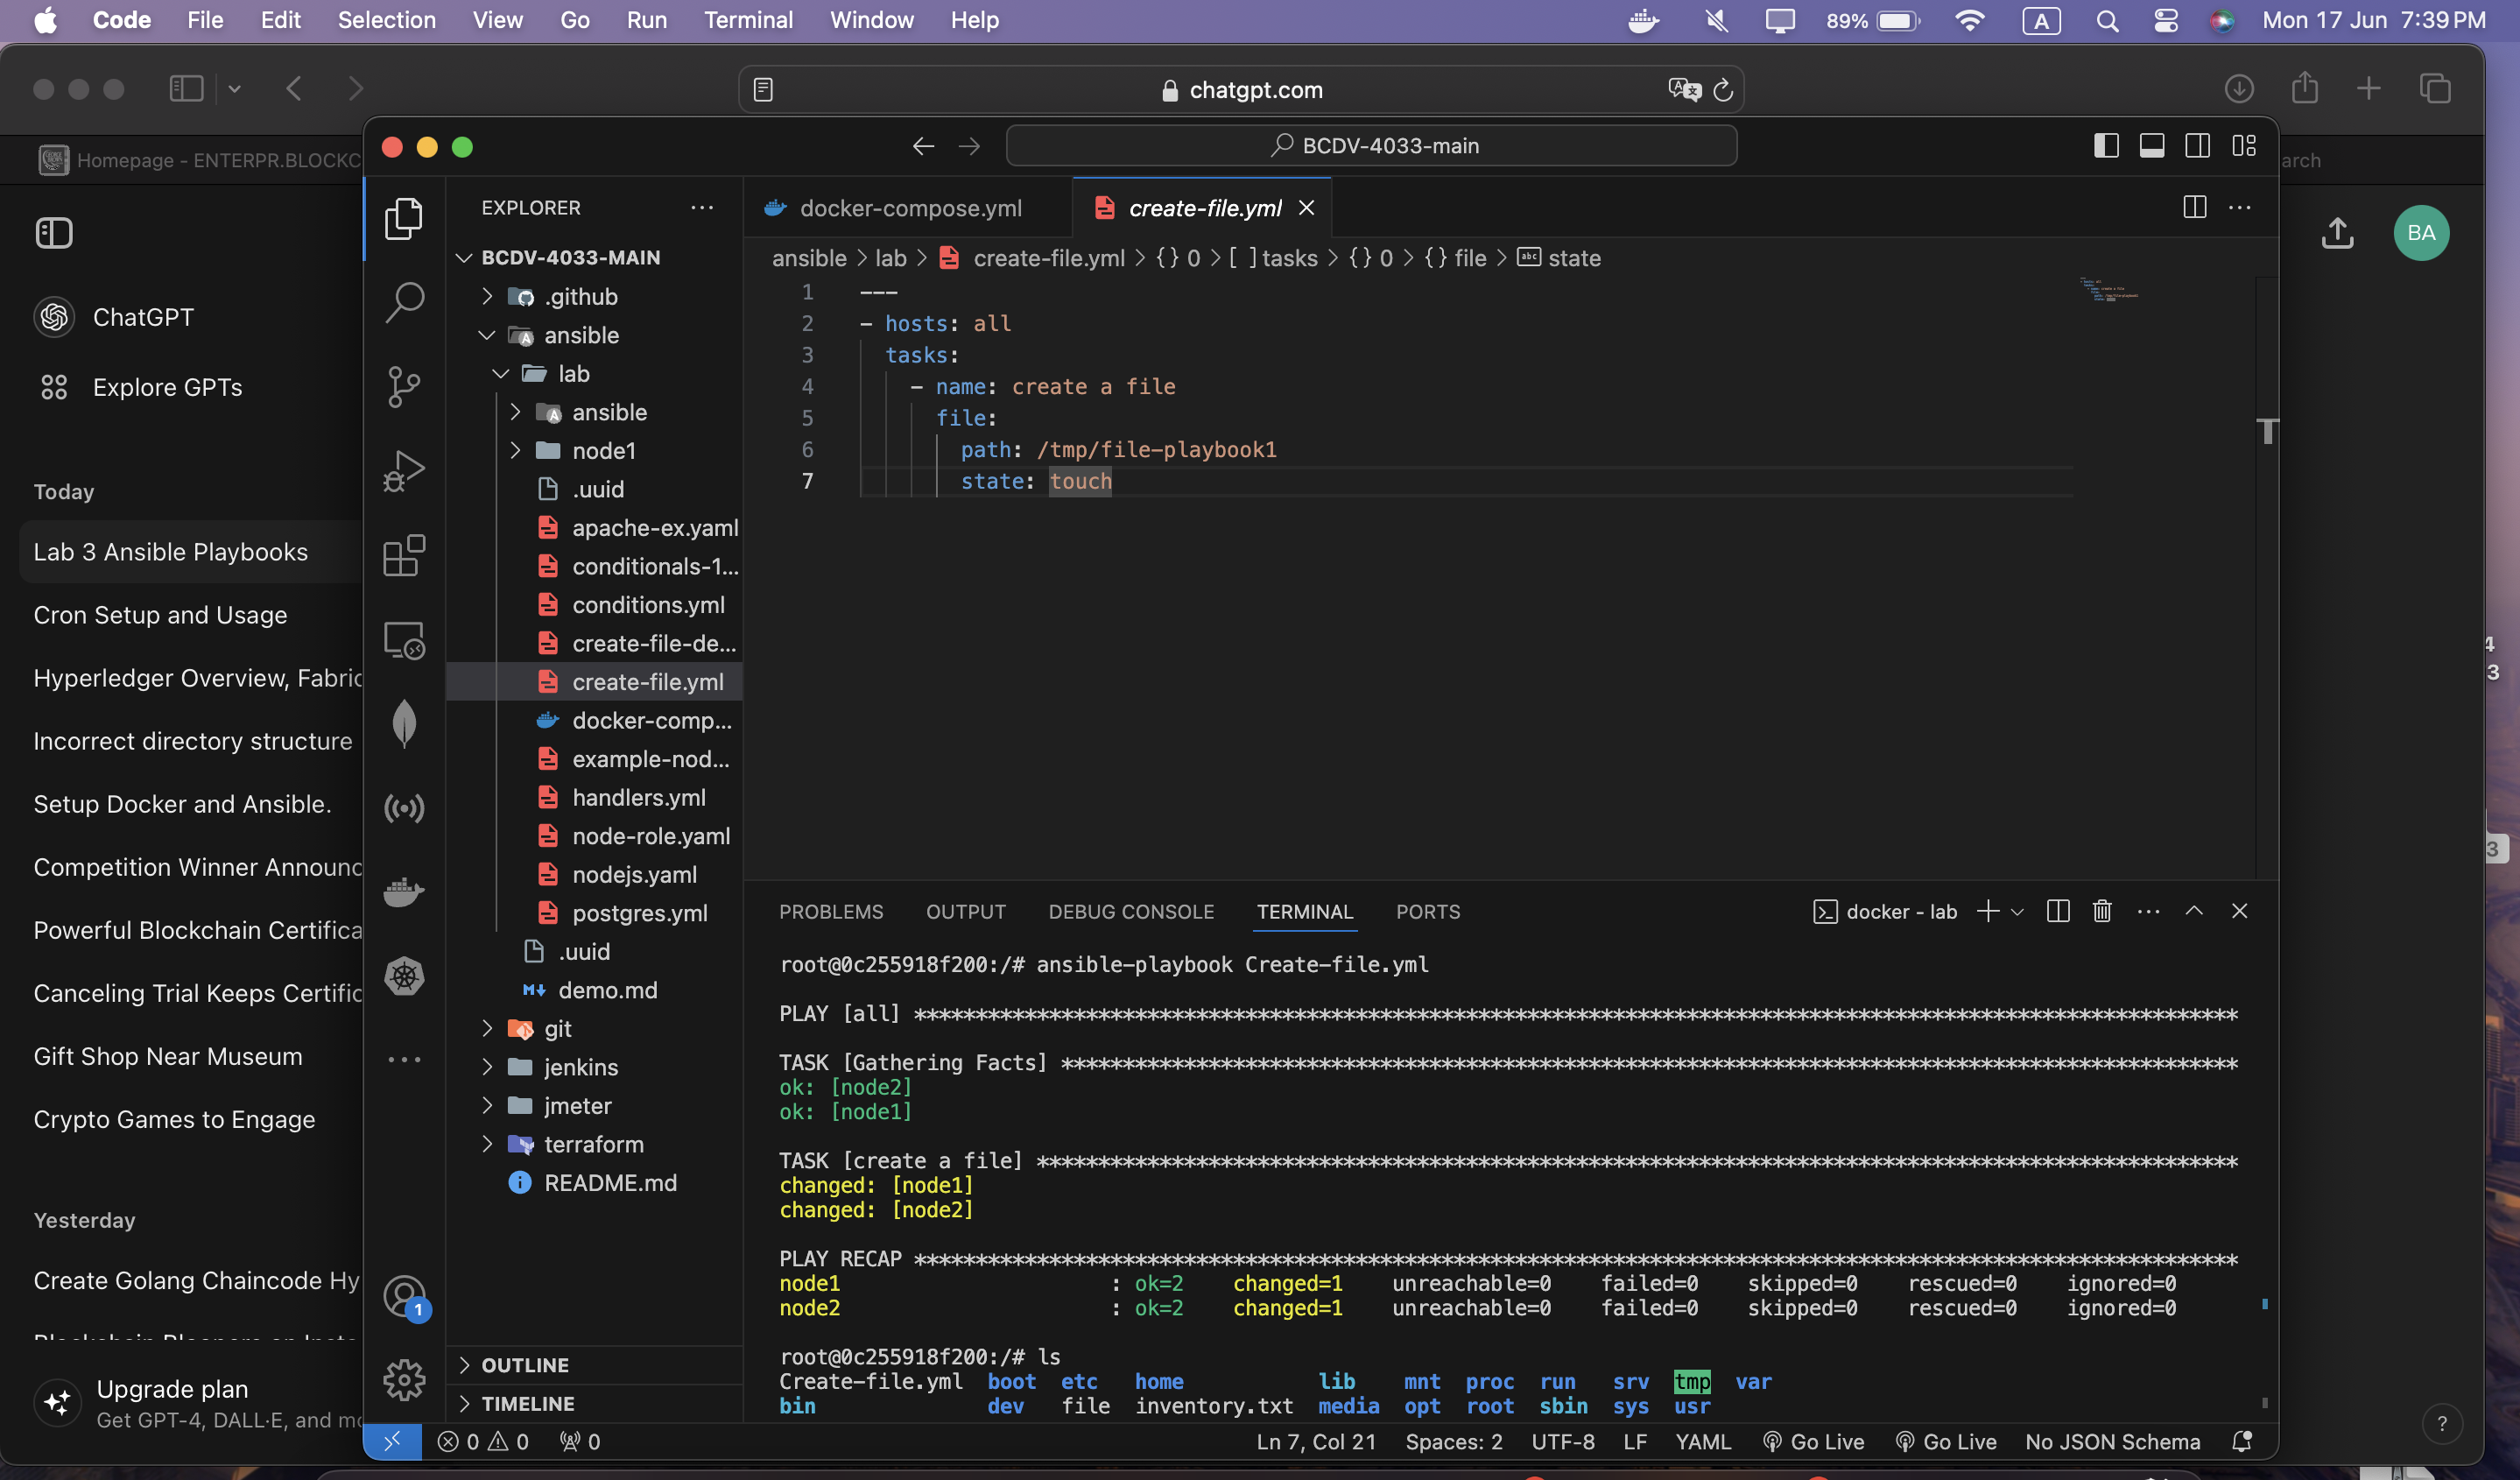 Code File Edit Selection View Go Run Terminal Window Help 89% A Mon 17 Jun 7:39 PM
chatgpt.com
Homepage - ENTERPR.BLOCKC
BCDV-4033-main
arch
ChatGPT
Explore GPTs
Today
Lab 3 Ansible Playbooks
Cron Setup and Usage
Hyperledger Overview, Fabric
Incorrect directory structure
Setup Docker and Ansible.
Competition Winner Announc
Powerful Blockchain Certifica
Canceling Trial Keeps Certific
Gift Shop Near Museum
Crypto Games to Engage
Yesterday
Create Golang Chaincode Hy
Upgrade plan
Get GPT-4, DALL·E, and mo
EXPLORER
BCDV-4033-MAIN
.github
ansible
lab
ansible
node1
.uuid
apache-ex.yaml
conditionals-1...
conditions.yml
create-file-de...
create-file.yml
docker-comp...
example-nod...
handlers.yml
node-role.yaml
nodejs.yaml
postgres.yml
.uuid
demo.md
git
jenkins
jmeter
terraform
README.md
OUTLINE
TIMELINE
1
docker-compose.yml create-file.yml
ansible > lab > create-file.yml > {} 0 > [ ] tasks > {} 0 > {} file > abc state
1 ---
2 - hosts: all
3 tasks:
4 - name: create a file
5 file:
6 path: /tmp/file-playbook1
7 state: touch
BA
T
4
3
3
PROBLEMS OUTPUT DEBUG CONSOLE TERMINAL PORTS docker - lab
root@0c255918f200:/# ansible-playbook Create-file.yml
PLAY [all] ************************************************************************************************************
TASK [Gathering Facts] ************************************************************************************************
ok: [node2]
ok: [node1]
TASK [create a file] **************************************************************************************************
changed: [node1]
changed: [node2]
PLAY RECAP ************************************************************************************************************
node1 : ok=2 changed=1 unreachable=0 failed=0 skipped=0 rescued=0 ignored=0
node2 : ok=2 changed=1 unreachable=0 failed=0 skipped=0 rescued=0 ignored=0
root@0c255918f200:/# ls
Create-file.yml boot etc home lib mnt proc run srv tmp var
bin dev file inventory.txt media opt root sbin sys usr
0 0 0 Ln 7, Col 21 Spaces: 2 UTF-8 LF YAML Go Live Go Live No JSON Schema
?